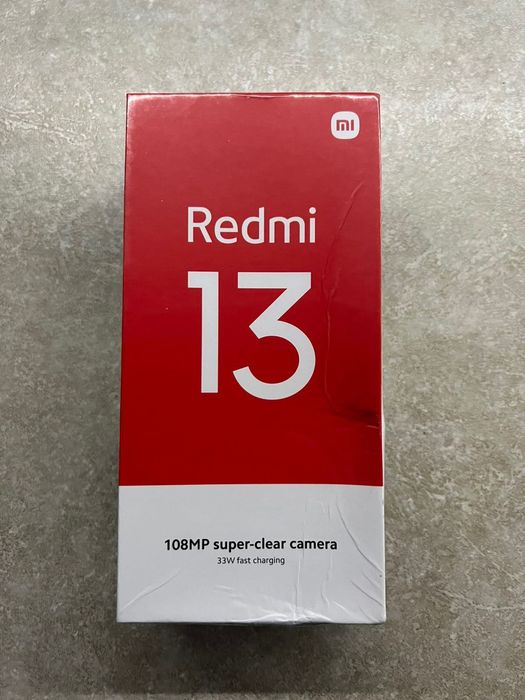 mi
Redmi
13
108MP super-clear camera
33W fast charging